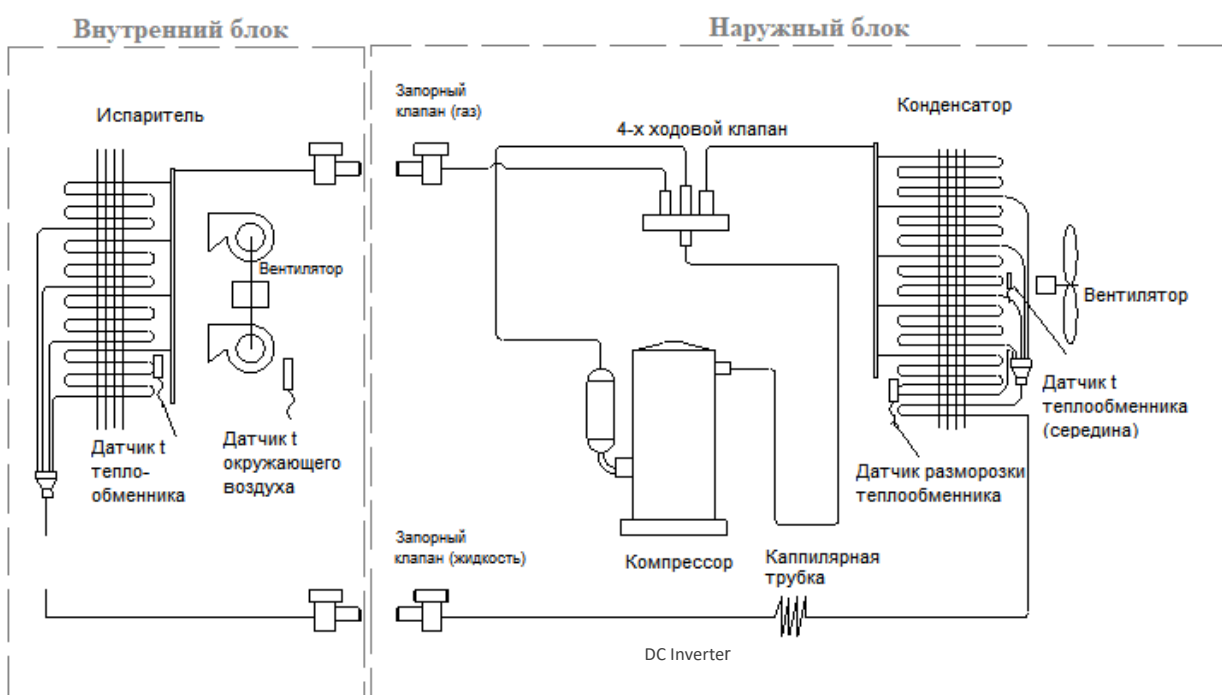 Внутренний блок
Наружный блок
Испаритель
Вентилятор
Датчик t
тепло-
обменника
Датчик t
окружающего
воздуха
Запорный
клапан (газ)
4-х ходовой клапан
Конденсатор
Вентилятор
Датчик t
теплообменника
(середина)
Датчик разморозки
теплообменника
Запорный
клапан (жидкость)
Компрессор
Каппилярная
трубка
DC Inverter